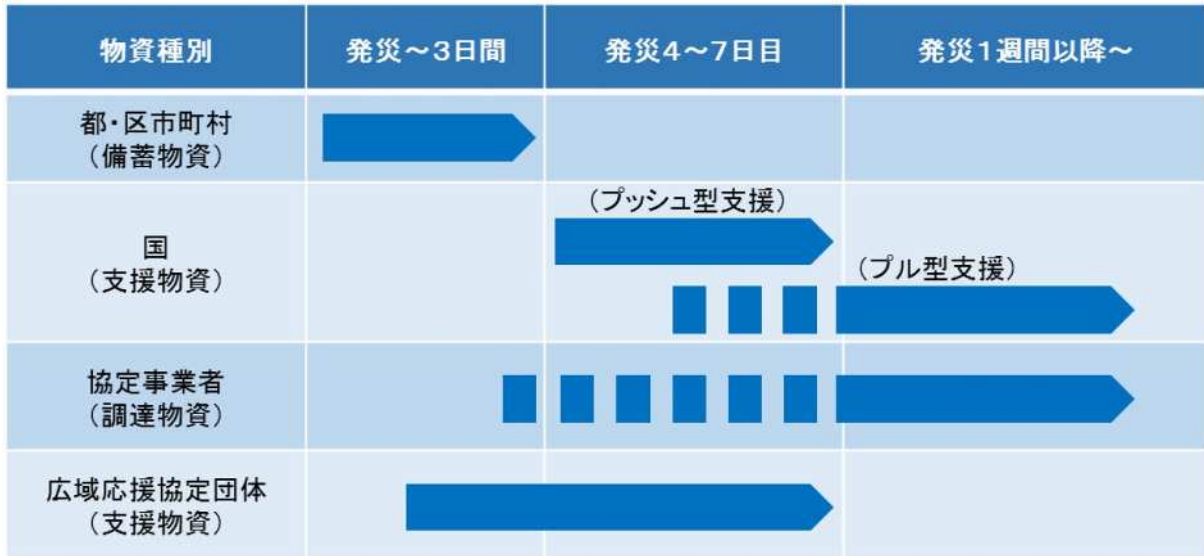 物資種別
発災～3日間
発災4～7日目
発災1週間以降～
都・区市町村
（備蓄物資）
国
（支援物資）
（プッシュ型支援）
（プル型支援）
協定事業者
（調達物資）
広域応援協定団体
（支援物資）